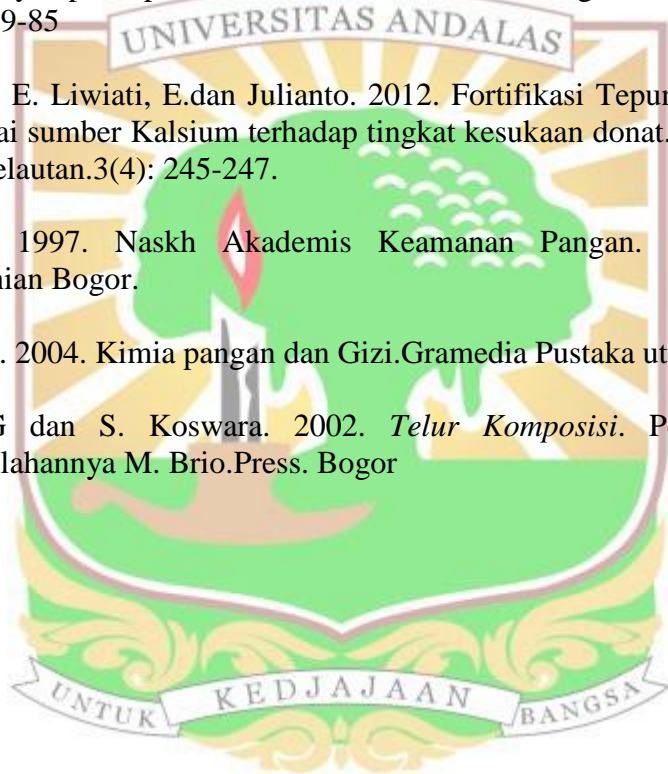 9-85
UNIVERSITAS ANDALAS
E. Liwiati, E.dan Julianto. 2012. Fortifikasi Tepun
ai sumber Kalsium terhadap tingkat kesukaan donat.
elautan.3(4): 245-247.
1997. Naskh Akademis Keamanan Pangan.
nian Bogor.
. 2004. Kimia pangan dan Gizi.Gramedia Pustaka ut
G dan S. Koswara. 2002. Telur Komposisi. P
lahannya M. Brio.Press. Bogor
UNTUK KEDJAJAAN BANGSA